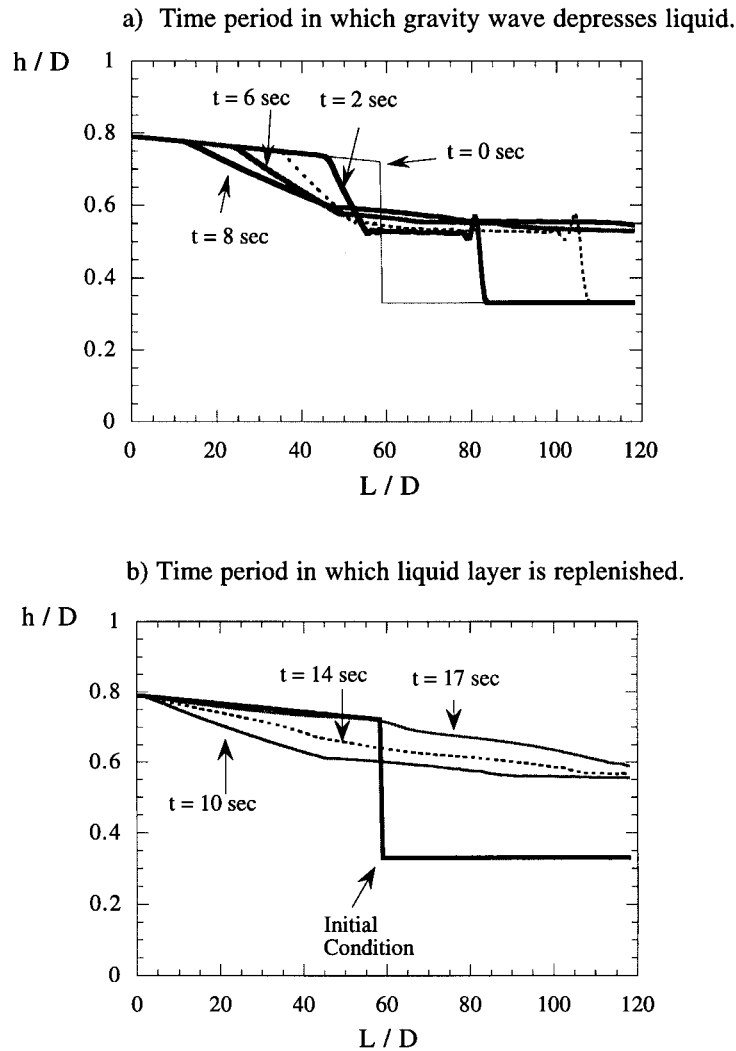 a) Time period in which gravity wave depresses liquid.
h / D
1
t = 6 sec
t = 2 sec
0.8
t = 0 sec
0.6
t = 8 sec
0.4
0.2
0
0 20 40 60 80 100 120
L / D
b) Time period in which liquid layer is replenished.
h / D
1
t = 14 sec
t = 17 sec
0.8
0.6
t = 10 sec
0.4
0.2
Initial
Condition
0
0 20 40 60 80 100 120
L / D